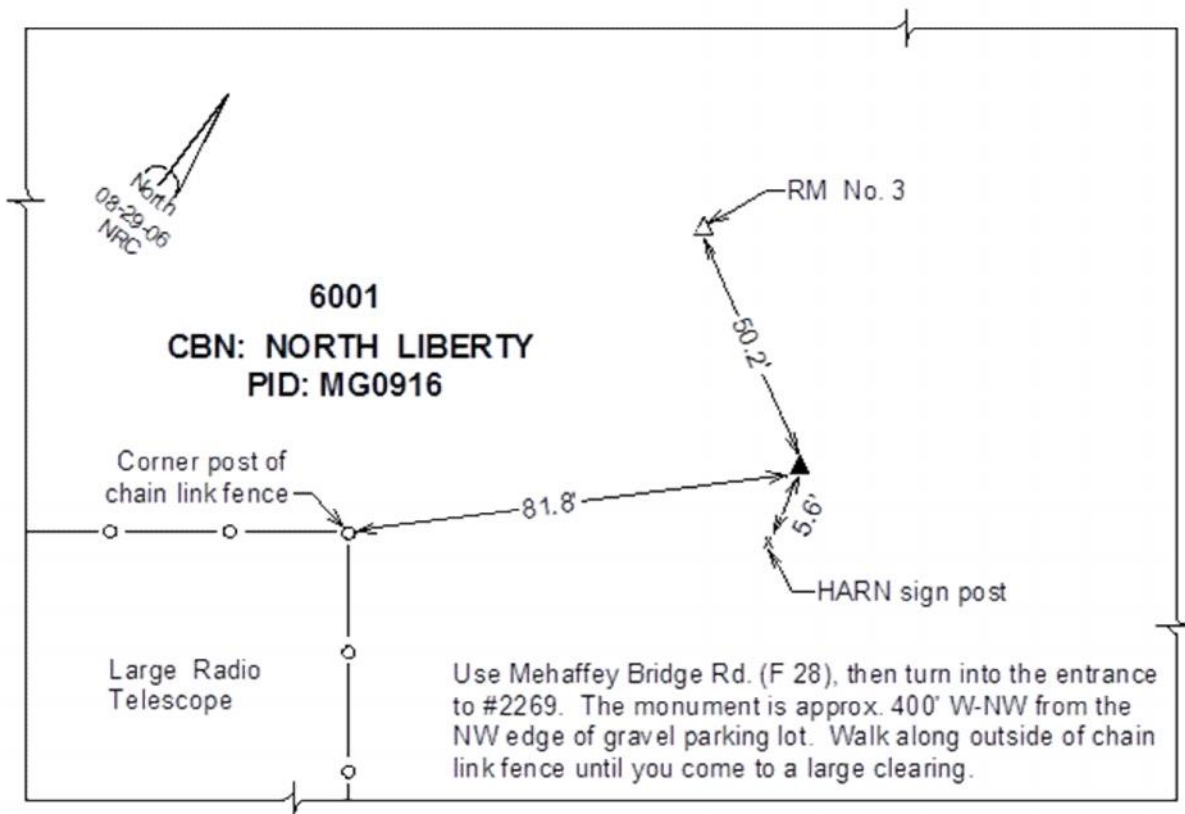 North
08-29-06
NRC
RM No. 3
6001
CBN: NORTH LIBERTY
PID: MG0916
50.2'
Corner post of
chain link fence
81.8'
5.6'
HARN sign post
Large Radio
Telescope
Use Mehaffey Bridge Rd. (F 28), then turn into the entrance
to #2269. The monument is approx. 400' W-NW from the
NW edge of gravel parking lot. Walk along outside of chain
link fence until you come to a large clearing.